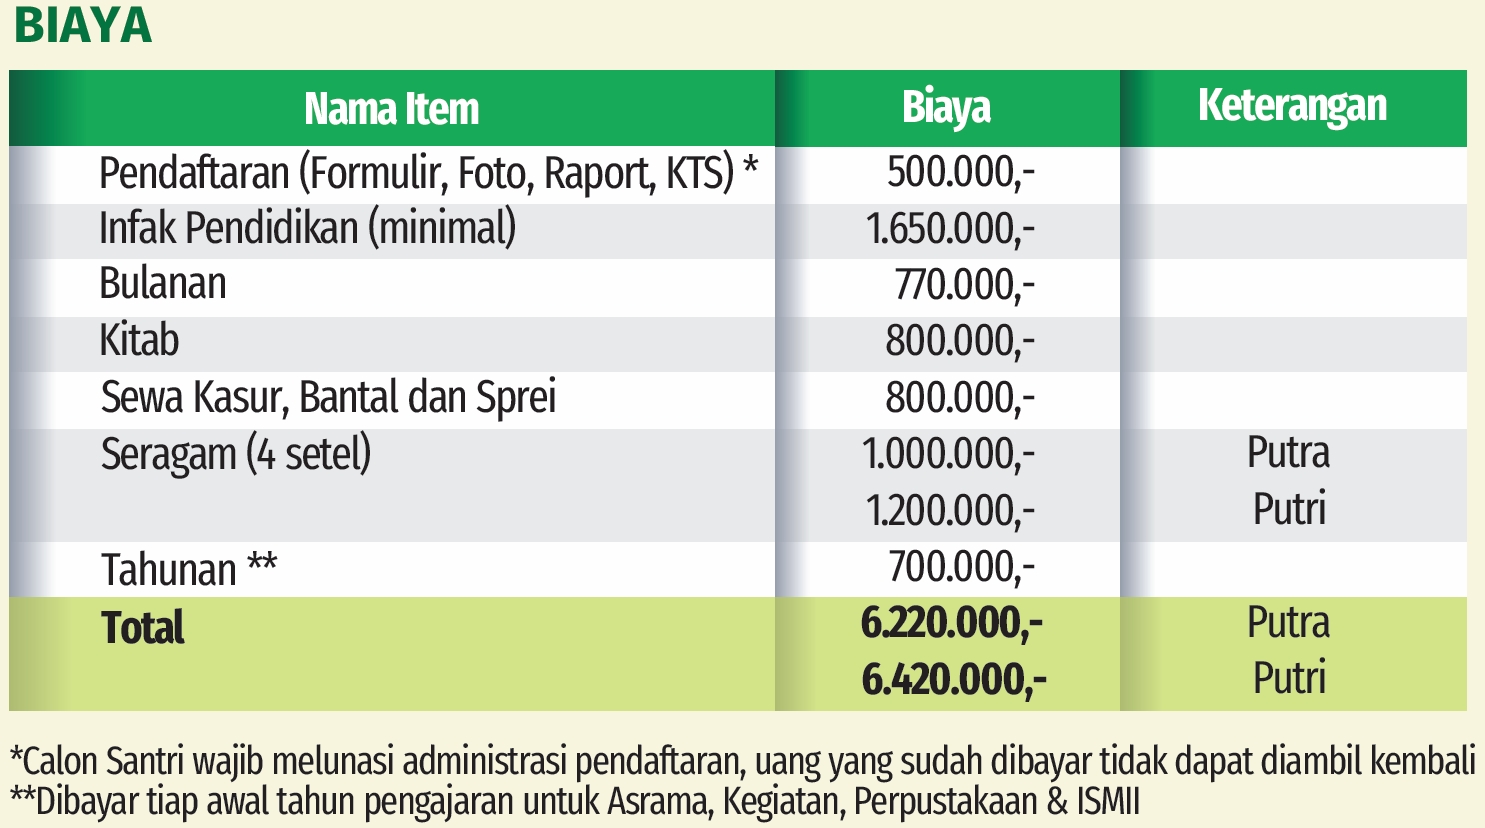 BIAYA
Nama Item Biaya Keterangan
Pendaftaran (Formulir, Foto, Raport, KTS) * 500.000,-
Infak Pendidikan (minimal) 1.650.000,-
Bulanan 770.000,-
Kitab 800.000,-
Sewa Kasur, Bantal dan Sprei 800.000,-
Seragam (4 setel) 1.000.000,- Putra
1.200.000,- Putri
Tahunan ** 700.000,-
Total 6.220.000,- Putra
6.420.000,- Putri
*Calon Santri wajib melunasi administrasi pendaftaran, uang yang sudah dibayar tidak dapat diambil kembali
**Dibayar tiap awal tahun pengajaran untuk Asrama, Kegiatan, Perpustakaan & ISMII